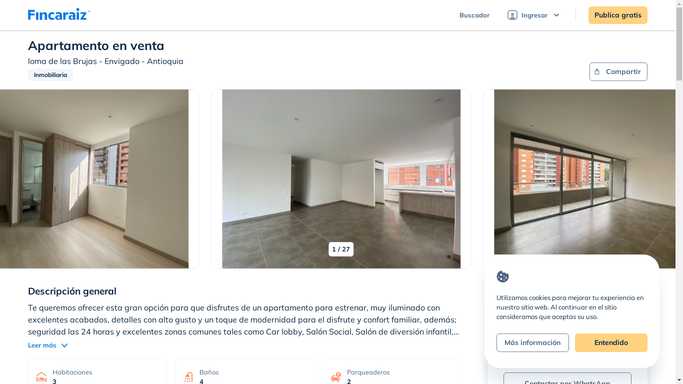 Fincaraiz
Buscador
Ingresar
Publica gratis
Apartamento en venta
loma de las Brujas - Envigado - Antioquia
Inmobiliaria
Compartir
1 / 27
Descripción general
Te queremos ofrecer esta gran opción para que disfrutes de un apartamento para estrenar, muy iluminado con
excelentes acabados, detalles con alto gusto y un toque de modernidad para el disfrute y confort familiar, además;
seguridad las 24 horas y excelentes zonas comunes tales como Car lobby, Salón Social, Salón de diversión infantil,...
Leer más
Habitaciones
3
Baños
4
Parqueaderos
2
Utilizamos cookies para mejorar tu experiencia en
nuestro sitio web. Al continuar en el sitio
consideramos que aceptas su uso.
Más información
Entendido
Contactar por WhatsApp